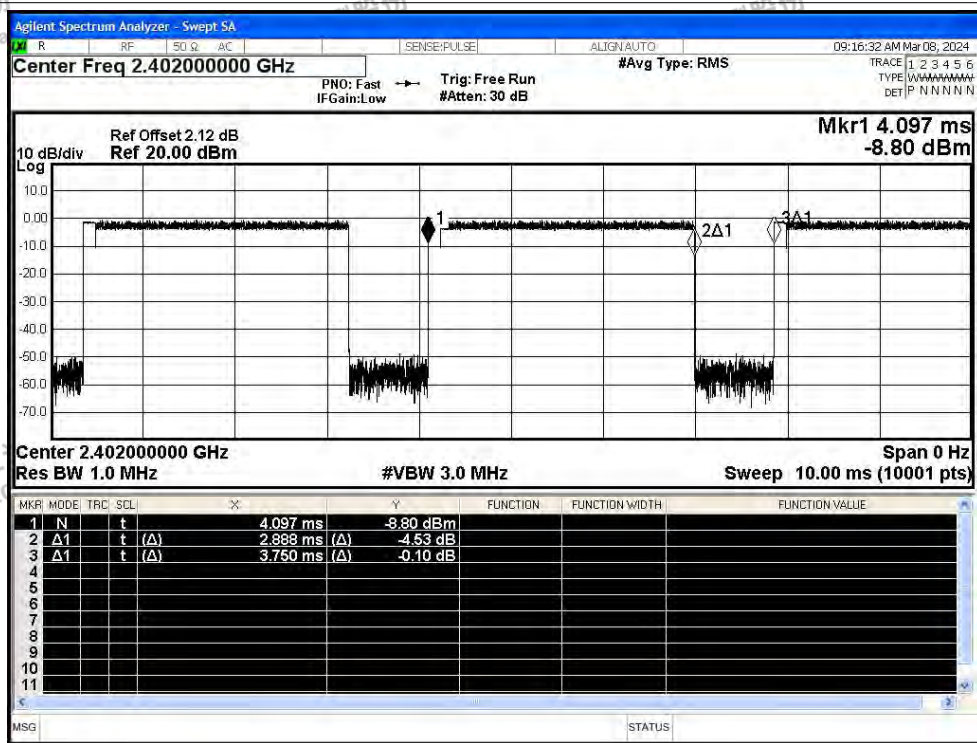 Agilent Spectrum Analyzer - Swept SA
R RF 50 Ω AC SENSE:PULSE ALIGN AUTO 09:16:32 AM Mar 08, 2024
Center Freq 2.402000000 GHz #Avg Type: RMS TRACE 1 2 3 4 5 6
PNO: Fast Trig: Free Run TYPE WWWWWW
IFGain:Low #Atten: 30 dB DET P N N N N N
Mkr1 4.097 ms
Ref Offset 2.12 dB
10 dB/div Ref 20.00 dBm -8.80 dBm
Log
10.0
0.00
-10.0
-20.0
-30.0
-40.0
-50.0
-60.0
-70.0
1
2Δ1
3Δ1
Center 2.402000000 GHz Span 0 Hz
Res BW 1.0 MHz #VBW 3.0 MHz Sweep 10.00 ms (10001 pts)
MKR MODE TRC SCL X Y FUNCTION FUNCTION WIDTH FUNCTION VALUE
1 N t 4.097 ms -8.80 dBm
2 Δ1 t (Δ) 2.888 ms (Δ) -4.53 dB
3 Δ1 t (Δ) 3.750 ms (Δ) -0.10 dB
4
5
6
7
8
9
10
11
MSG STATUS